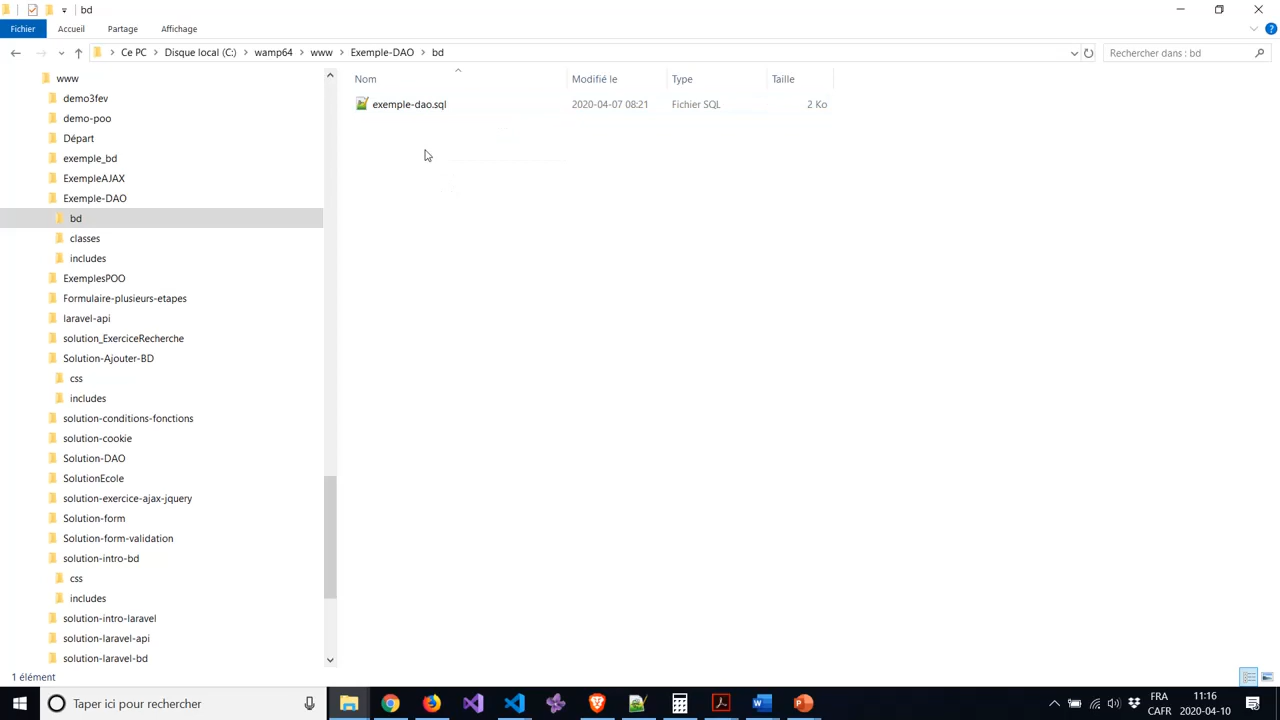 bd
Fichier
Accueil
Partage
Affichage
Ce PC
Disque local (C:)
wamp64
www
Exemple-DAO
bd
Rechercher dans : bd
www
demo3fev
demo-poo
Départ
exemple_bd
ExempleAJAX
Exemple-DAO
bd
classes
includes
ExemplesPOO
Formulaire-plusieurs-etapes
laravel-api
solution_ExerciceRecherche
Solution-Ajouter-BD
css
includes
solution-conditions-fonctions
solution-cookie
Solution-DAO
SolutionEcole
solution-exercice-ajax-jquery
Solution-form
Solution-form-validation
solution-intro-bd
css
includes
solution-intro-laravel
solution-laravel-api
solution-laravel-bd
Nom Modifié le Type Taille
exemple-dao.sql 2020-04-07 08:21 Fichier SQL 2 Ko
1 élément
Taper ici pour rechercher
FRA
CAFR
11:16
2020-04-10